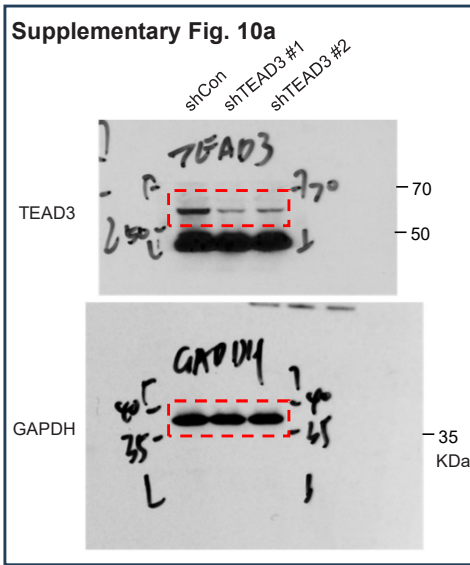 Supplementary Fig. 10a
shCon shTEAD3 #1 shTEAD3 #2
TEAD3
70
70
TEAD3
50
50
GAPDH
40 40
GAPDH
35 35
35
KDa